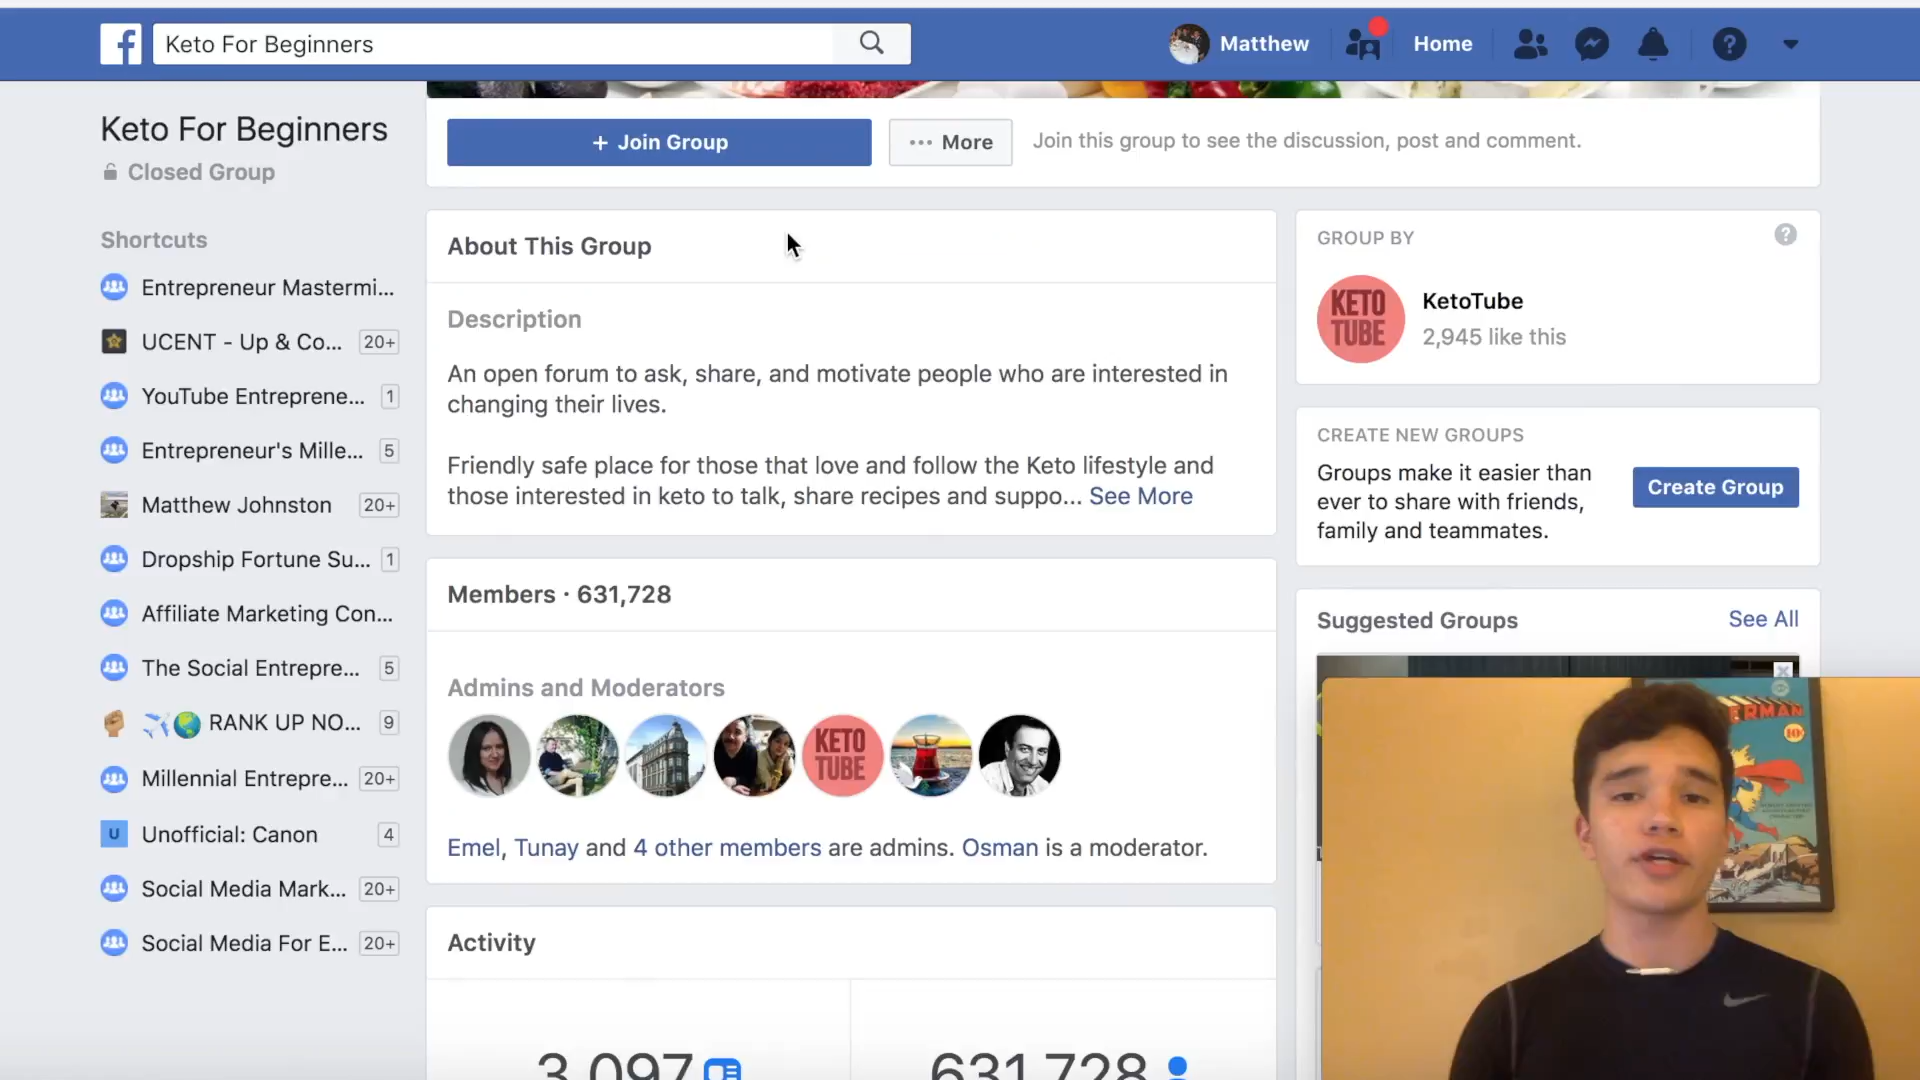 Keto For Beginners
Matthew
Home
Keto For Beginners
Closed Group
Shortcuts
Entrepreneur Mastermi...
UCENT - Up & Co... 20+
YouTube Entreprene... 1
Entrepreneur's Mille... 5
Matthew Johnston 20+
Dropship Fortune Su... 1
Affiliate Marketing Con...
The Social Entrepre... 5
RANK UP NO... 9
Millennial Entrepre... 20+
U Unofficial: Canon 4
Social Media Mark... 20+
Social Media For E... 20+
+ Join Group
••• More
Join this group to see the discussion, post and comment.
About This Group
Description
An open forum to ask, share, and motivate people who are interested in
changing their lives.
Friendly safe place for those that love and follow the Keto lifestyle and
those interested in keto to talk, share recipes and suppo... See More
Members · 631,728
Admins and Moderators
KETO
TUBE
Emel, Tunay and 4 other members are admins. Osman is a moderator.
Activity
3,097
631,728
GROUP BY
KETO
TUBE
KetoTube
2,945 like this
CREATE NEW GROUPS
Groups make it easier than
ever to share with friends,
family and teammates.
Create Group
Suggested Groups
See All
ERMAN
10¢